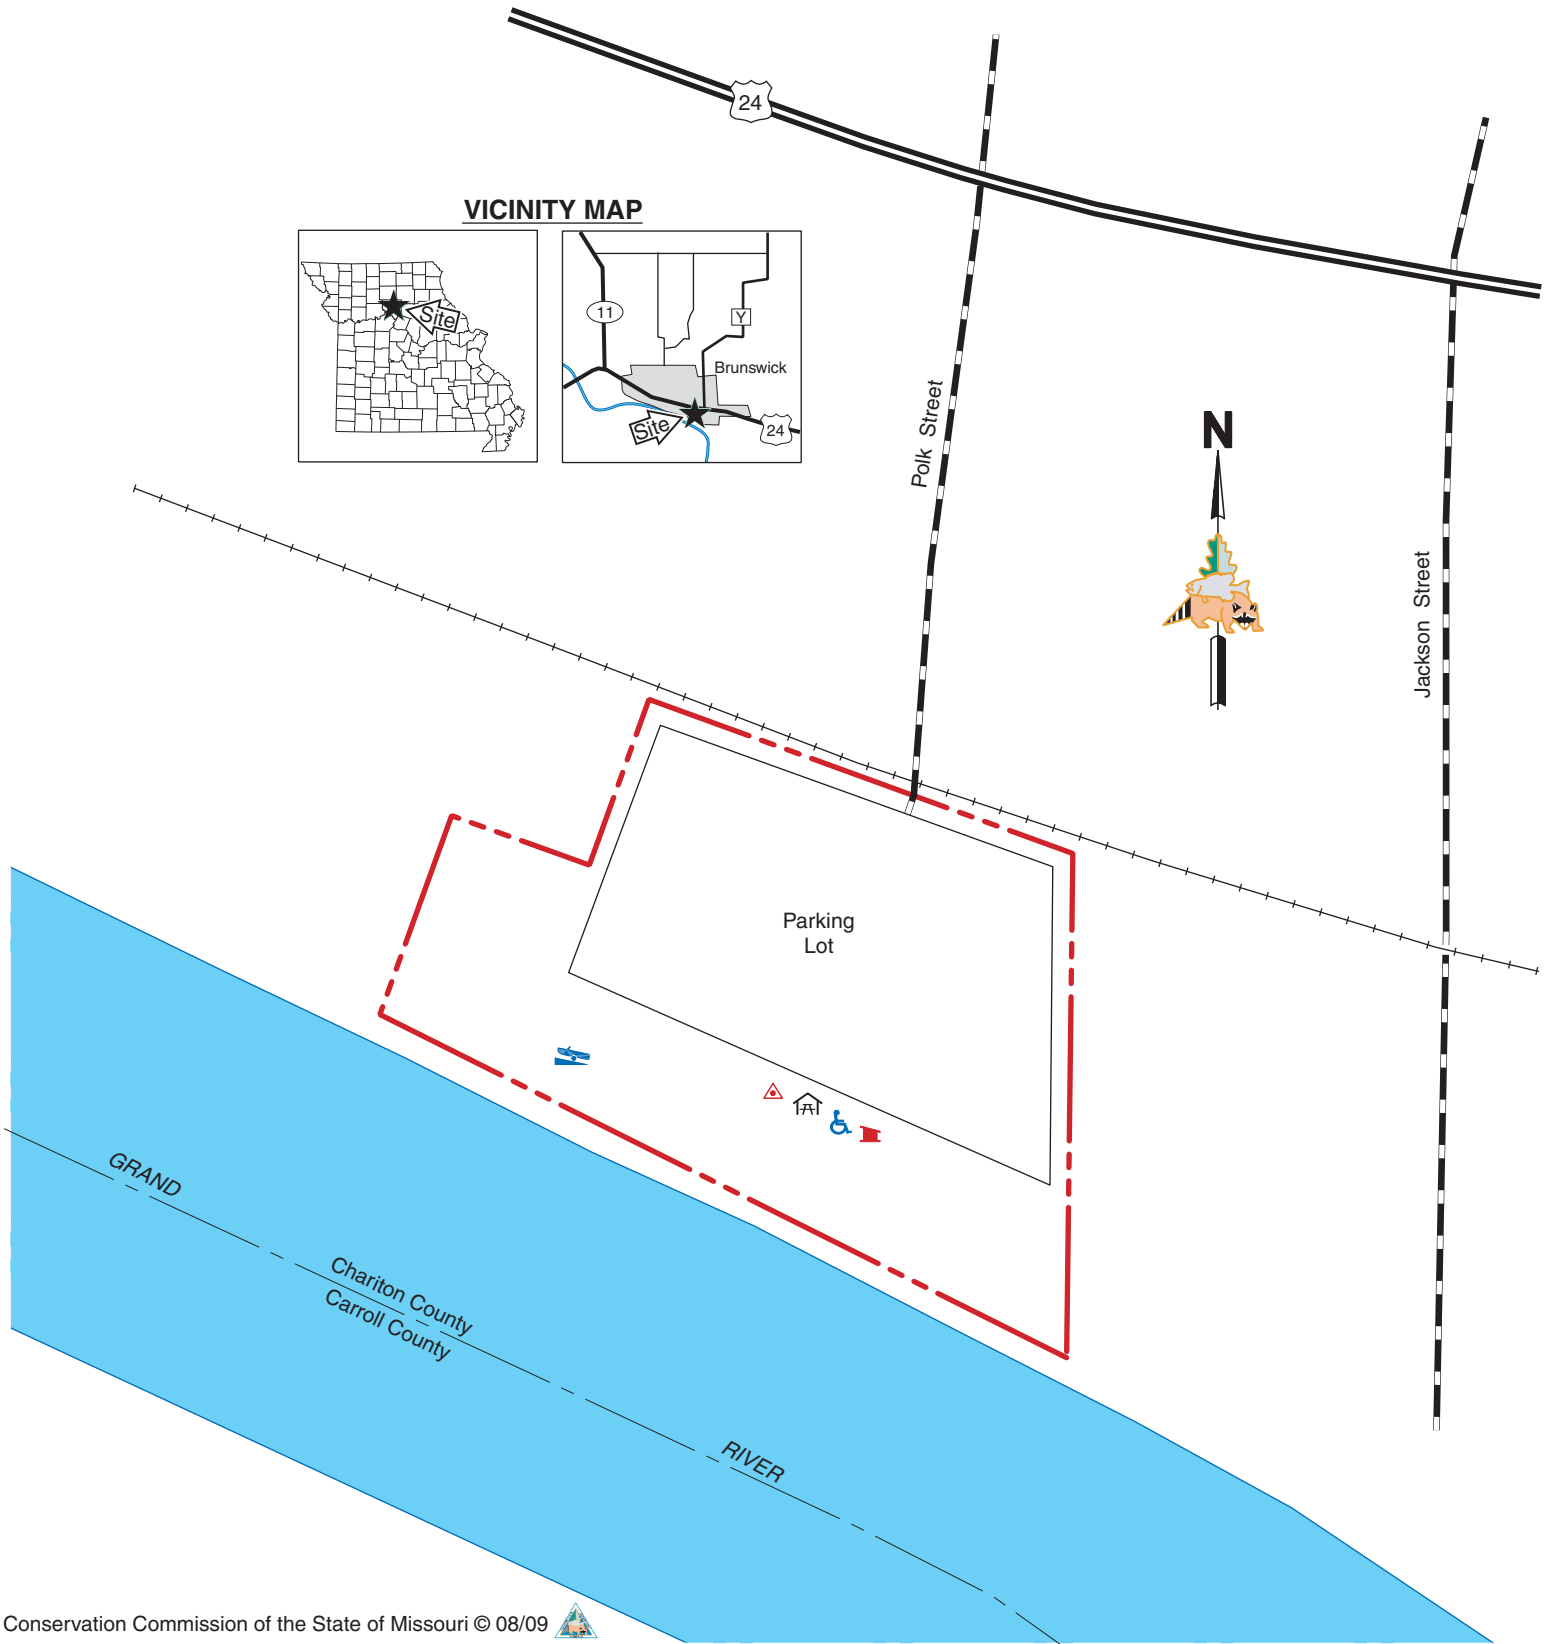 24
VICINITY MAP
Site
11
Y
Brunswick
Site
24
Polk Street
N
Jackson Street
Parking
Lot
GRAND
Chariton County
Carroll County
RIVER
Conservation Commission of the State of Missouri © 08/09